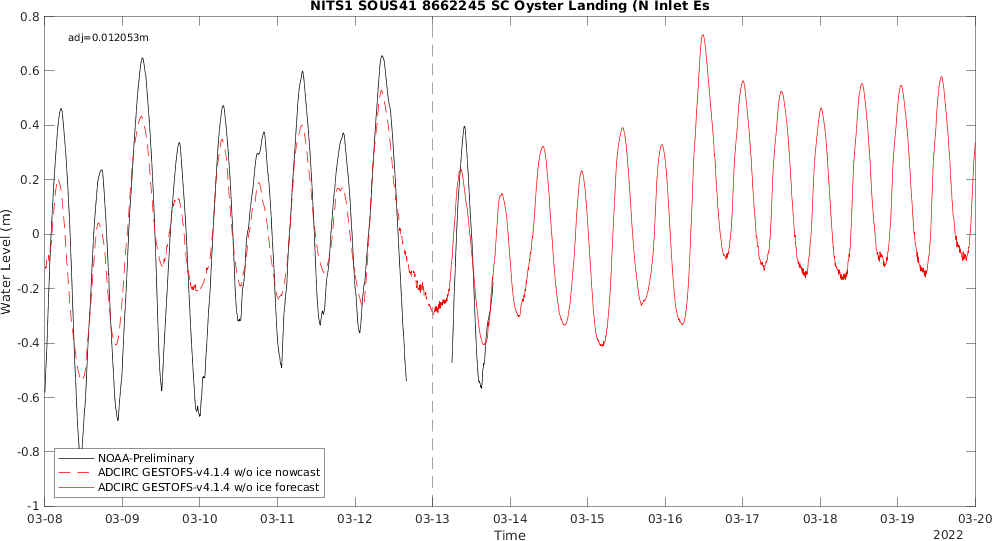 NITS1 SOUS41 8662245 SC Oyster Landing (N Inlet Es
adj=0.012053m
0.8
0.6
0.4
0.2
0
-0.2
-0.4
-0.6
-0.8
-1
Water Level (m)
NOAA-Preliminary
ADCIRC GESTOFS-v4.1.4 w/o ice nowcast
ADCIRC GESTOFS-v4.1.4 w/o ice forecast
03-08 03-09 03-10 03-11 03-12 03-13 03-14 03-15 03-16 03-17 03-18 03-19 03-20
Time
2022